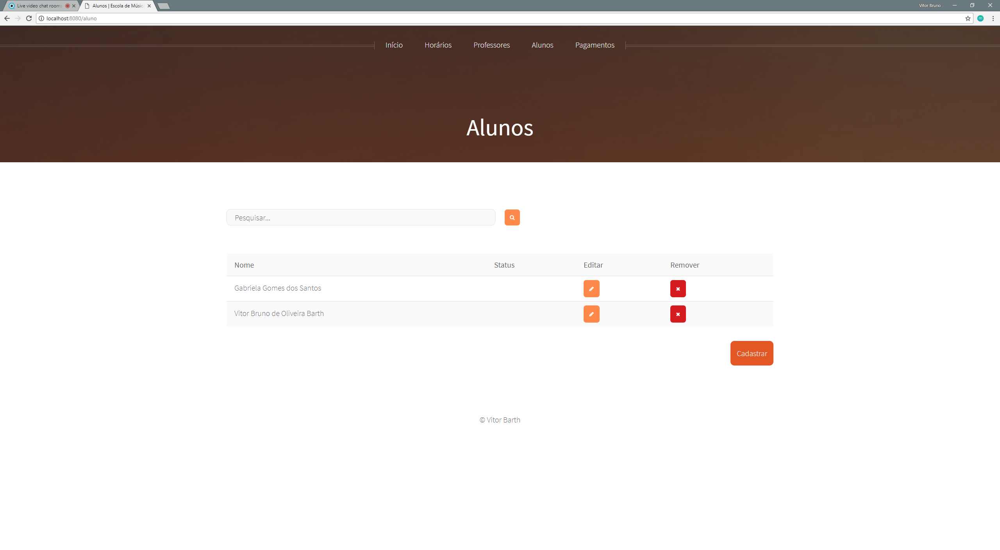 Live video chat rooms
Alunos | Escola de Músic
Vitor Bruno
localhost:8080/aluno
m
Início Horários Professores Alunos Pagamentos
Alunos
Pesquisar...
Nome Status Editar Remover
Gabriela Gomes dos Santos
Vitor Bruno de Oliveira Barth
Cadastrar
© Vitor Barth